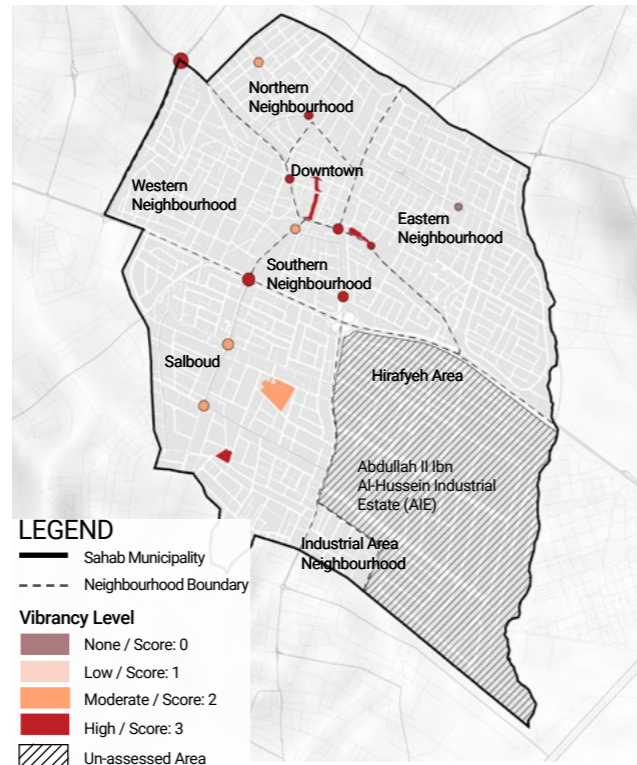 Northern
Neighbourhood
Downtown
Western
Neighbourhood
Eastern
Neighbourhood
Southern
Neighbourhood
Salboud
Hirafyeh Area
Abdullah II Ibn
Al-Hussein Industrial
Estate (AIE)
Industrial Area
Neighbourhood
LEGEND
Sahab Municipality
Neighbourhood Boundary
Vibrancy Level
None / Score: 0
Low / Score: 1
Moderate / Score: 2
High / Score: 3
Un-assessed Area